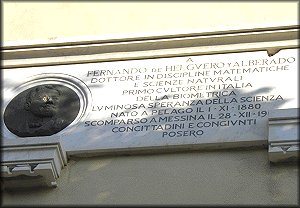 A
FERNANDO DE HELGUERO Y ALBERADO
DOTTORE IN DISCIPLINE MATEMATICHE
E SCIENZE NATURALI
PRIMO CULTORE IN ITALIA
DELLA BIOMETRICA
LUMINOSA SPERANZA DELLA SCIENZA
NATO A PELAGO IL 1 · XI · 1880
SCOMPARSO A MESSINA IL 28 · XII · 19
CONCITTADINI E CONGIUNTI
POSERO